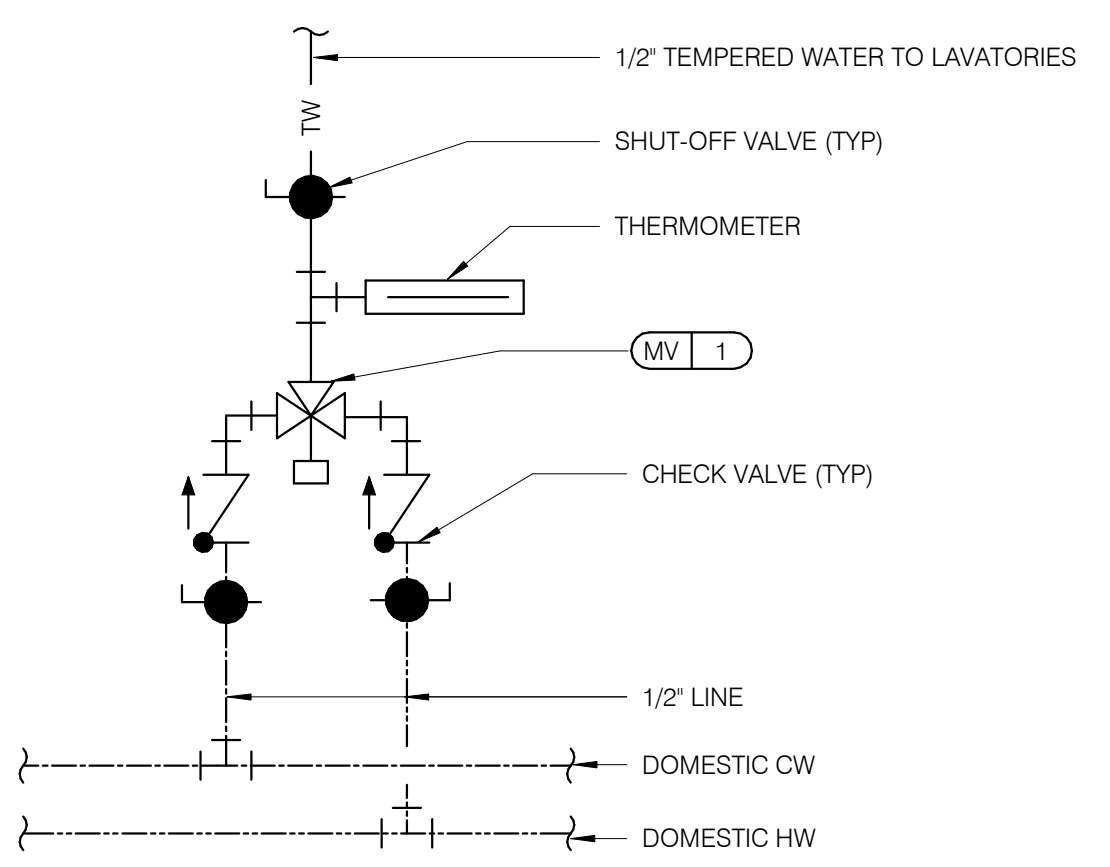 1/2" TEMPERED WATER TO LAVATORIES
TW
SHUT-OFF VALVE (TYP)
THERMOMETER
MV 1
CHECK VALVE (TYP)
1/2" LINE
DOMESTIC CW
DOMESTIC HW